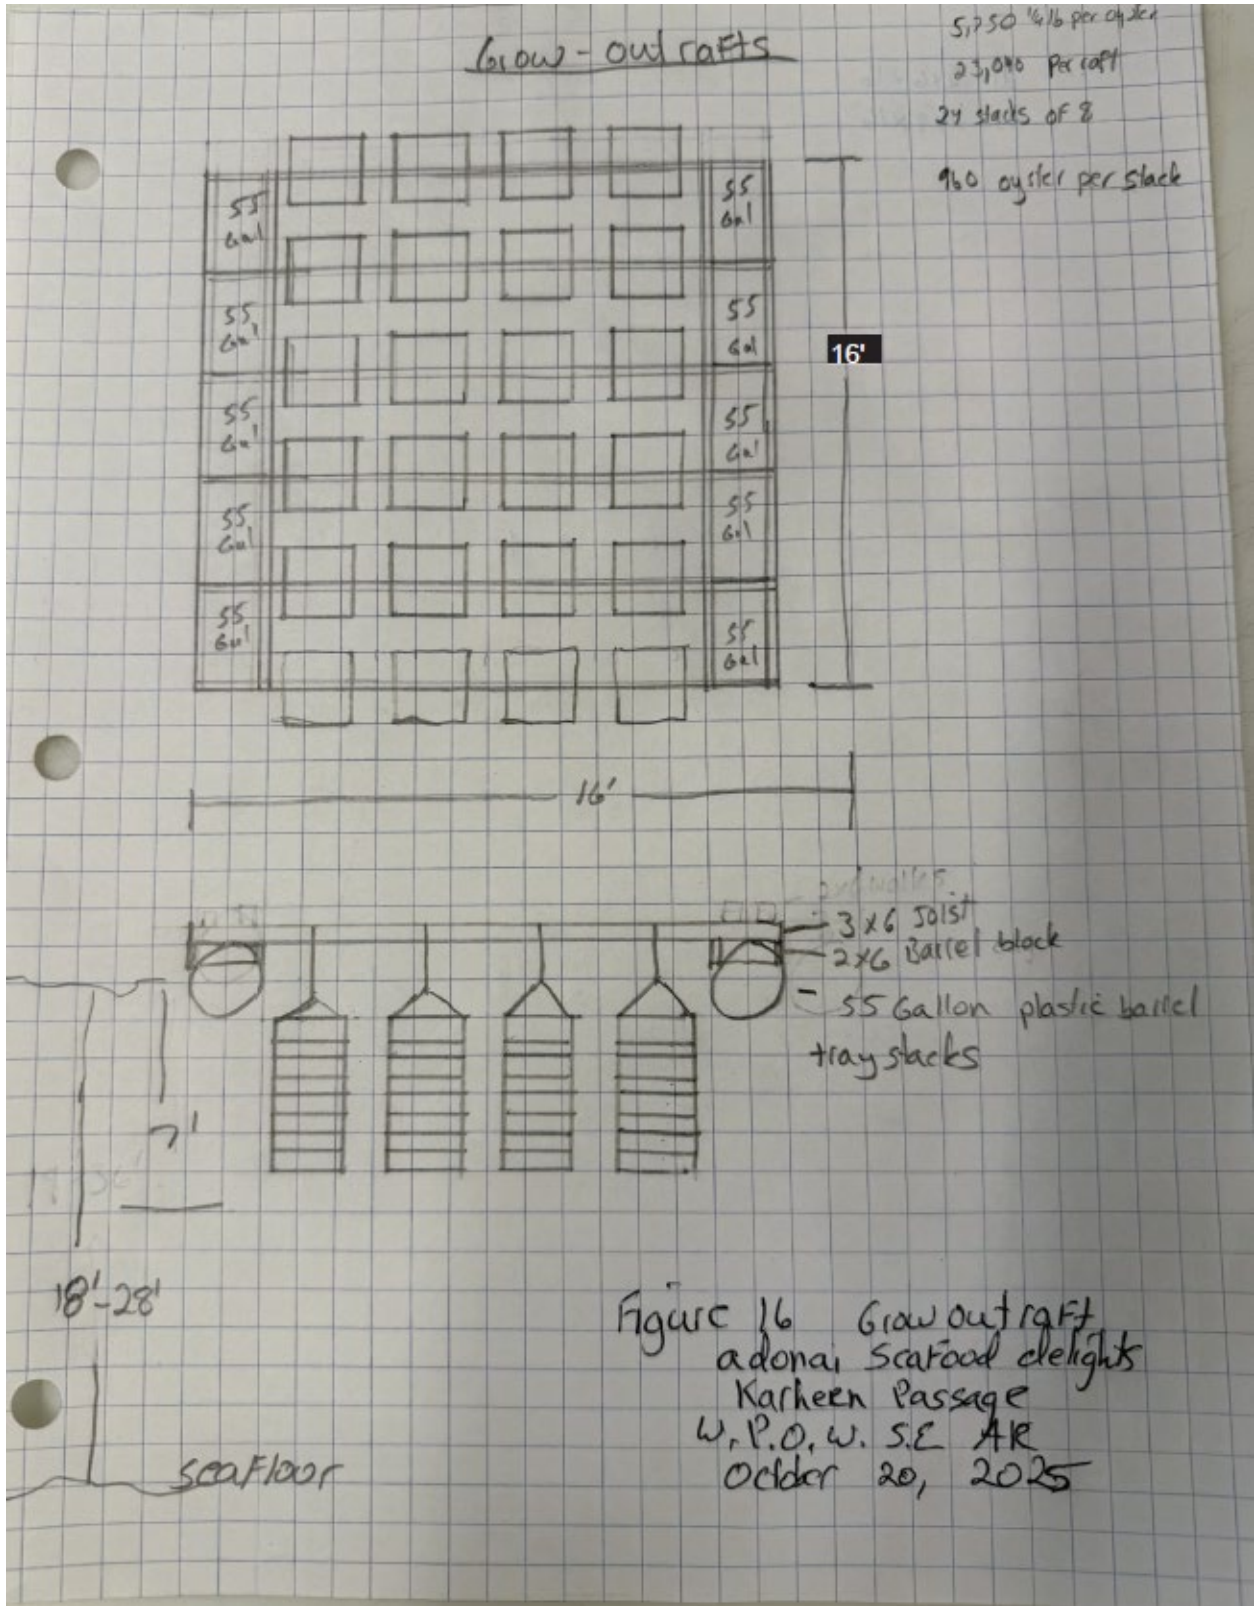 Grow-out rafts
5,750 1/4 lb per oyster
23,040 Per raft
24 stacks of 8
960 oyster per stack
55
Gal
55
Gal
55
Gal
55
Gal
55
Gal
55
Gal
55
Gal
55
Gal
55
Gal
55
Gal
16'
16'
3x6 Joist
2x6 Barrel block
55 Gallon plastic barrel
tray stacks
7'
18'-28'
seafloor
Figure 16 Grow out raft
adonai Seafood delights
Karheen Passage
W.P.O.W. S.E AK
Octber 20, 2025